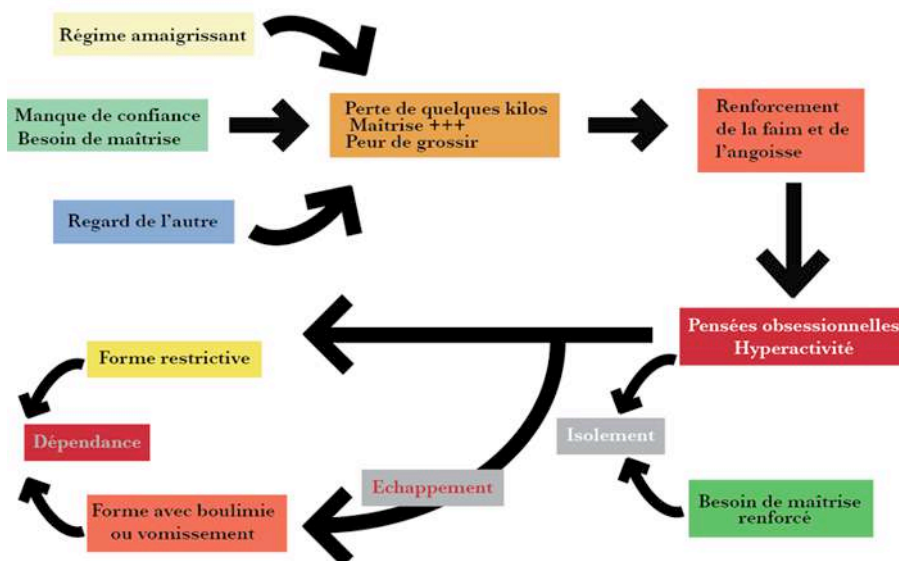 Régime amaigrissant
Manque de confiance
Besoin de maîtrise
Regard de l'autre
Perte de quelques kilos
Maîtrise +++
Peur de grossir
Renforcement
de la faim et de
l'angoisse
Pensées obsessionnelles
Hyperactivité
Isolement
Besoin de maîtrise
renforcé
Forme restrictive
Dépendance
Echappement
Forme avec boulimie
ou vomissement